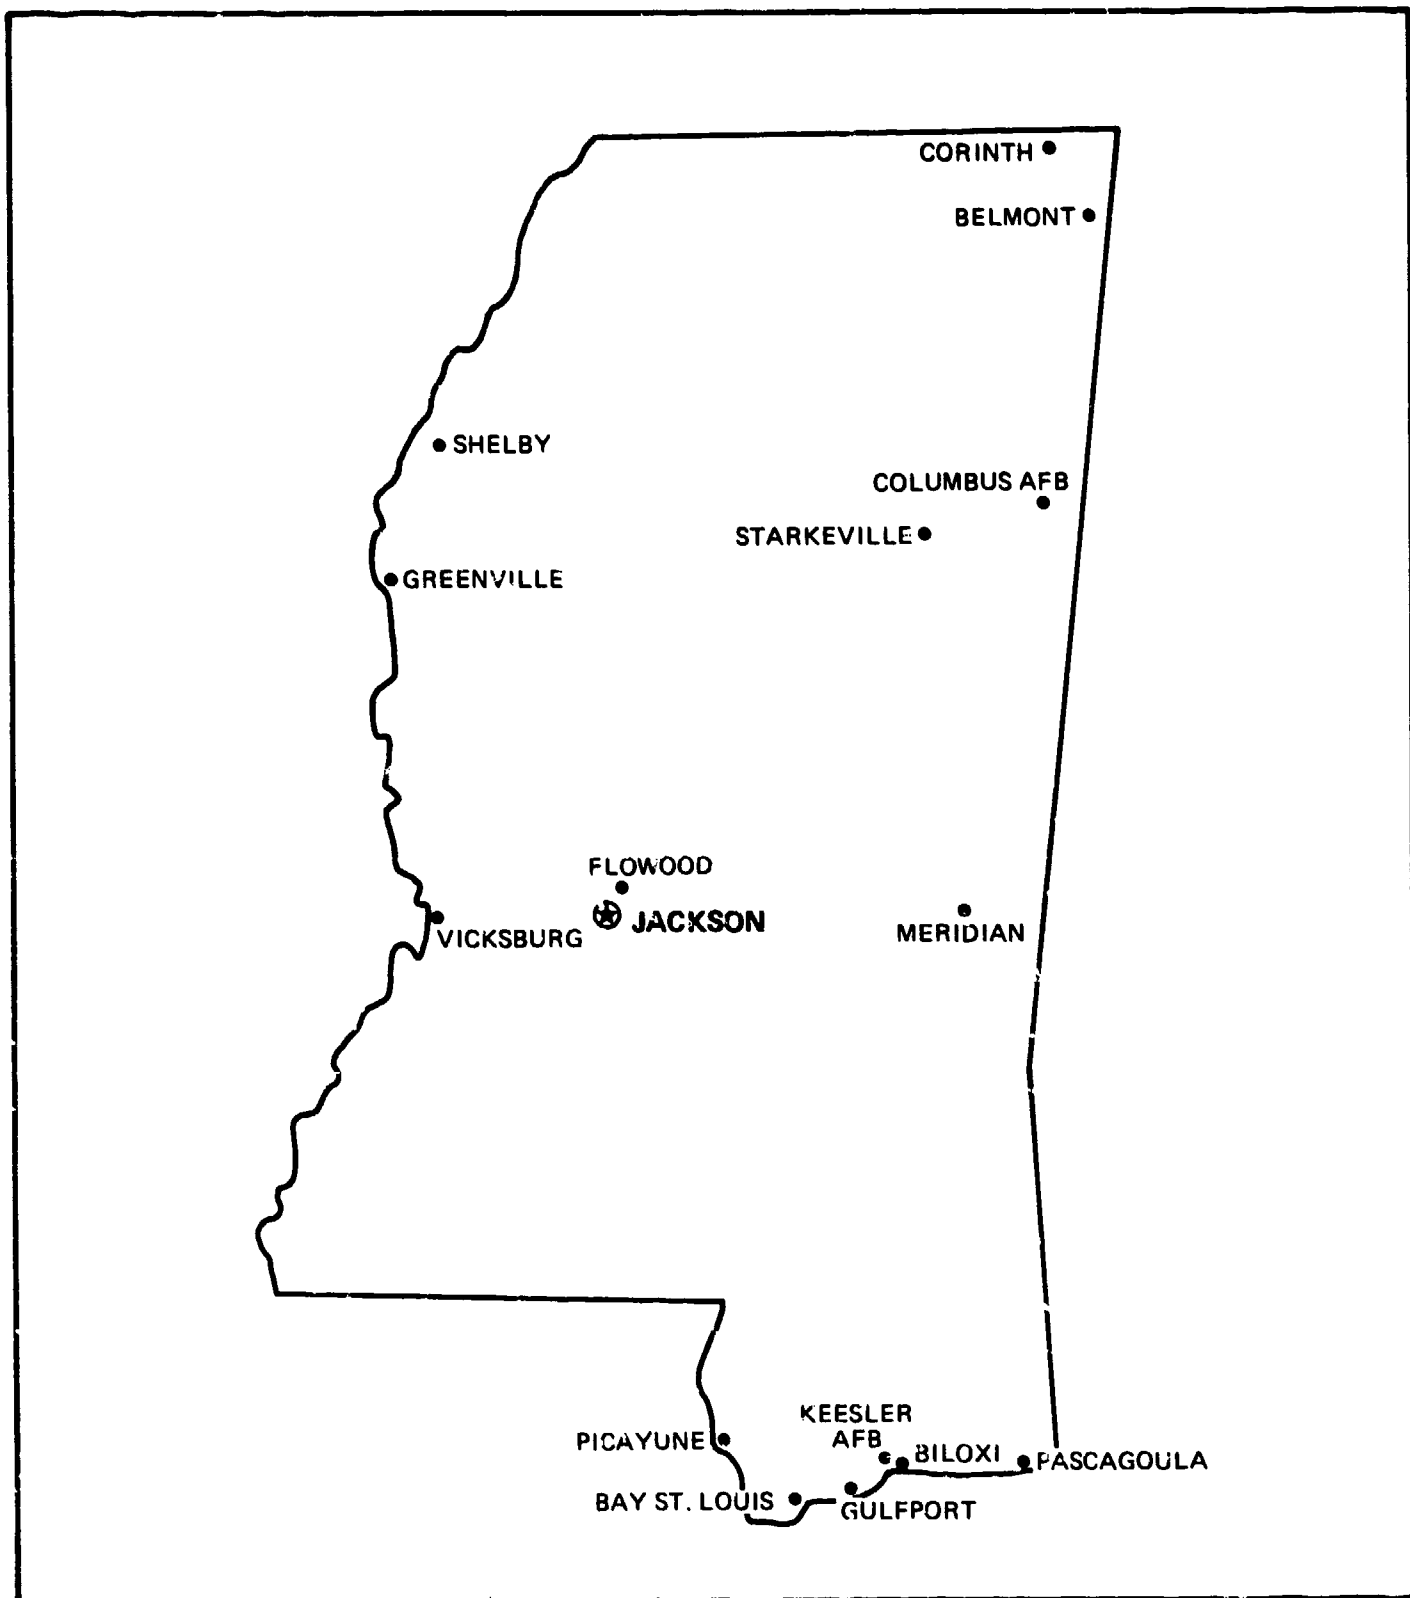 CORINTH
BELMONT
SHELBY
COLUMBUS AFB
STARKEVILLE
GREENVILLE
FLOWOOD
JACKSON
VICKSBURG
MERIDIAN
KEESLER
AFB
PICAYUNE
BILOXI
PASCAGOULA
BAY ST. LOUIS
GULFPORT